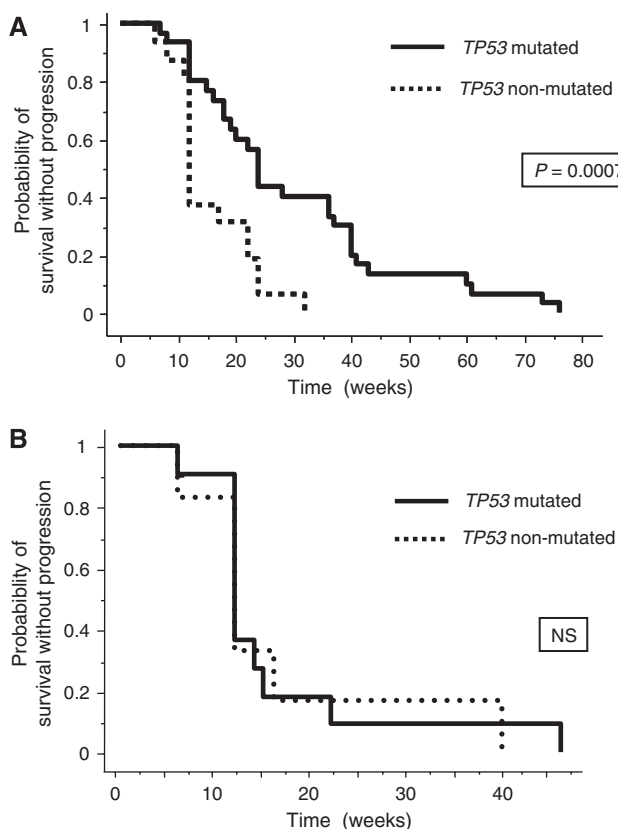 A
Probabiblity of
survival without progression
1
0.8
0.6
0.4
0.2
0
TP53 mutated
TP53 non-mutated
P = 0.0007
0 10 20 30 40 50 60 70 80
Time (weeks)
B
Probabiblity of
survival without progression
1
0.8
0.6
0.4
0.2
0
TP53 mutated
TP53 non-mutated
NS
0 10 20 30 40
Time (weeks)